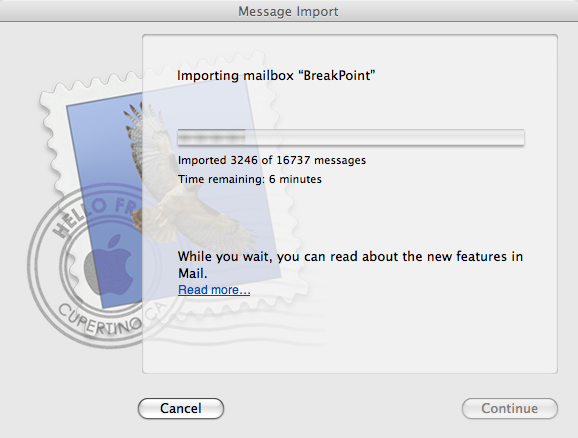 Message Import
Importing mailbox “BreakPoint”
Imported 3246 of 16737 messages
Time remaining: 6 minutes
While you wait, you can read about the new features in
Mail.
Read more...
HELLO FR
CUPERTINO CA
Cancel
Continue